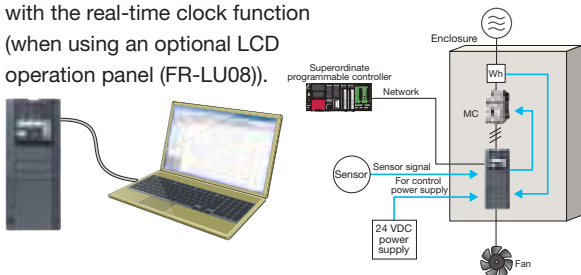 with the real-time clock function
(when using an optional LCD
operation panel (FR-LU08)).
Enclosure
Superordinate
programmable controller
Network
Wh
MC
Sensor
Sensor signal
For control
power supply
24 VDC
power
supply
Fan